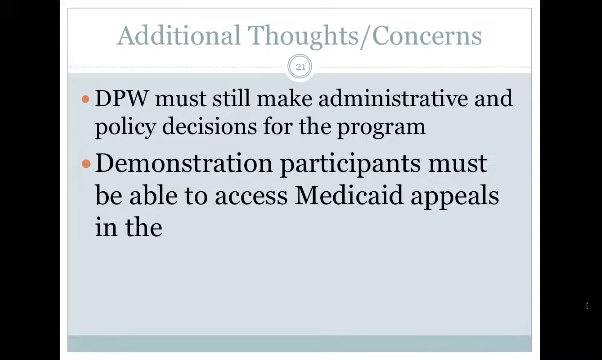 Additional Thoughts/Concerns
21
DPW must still make administrative and
policy decisions for the program
Demonstration participants must
be able to access Medicaid appeals
in the